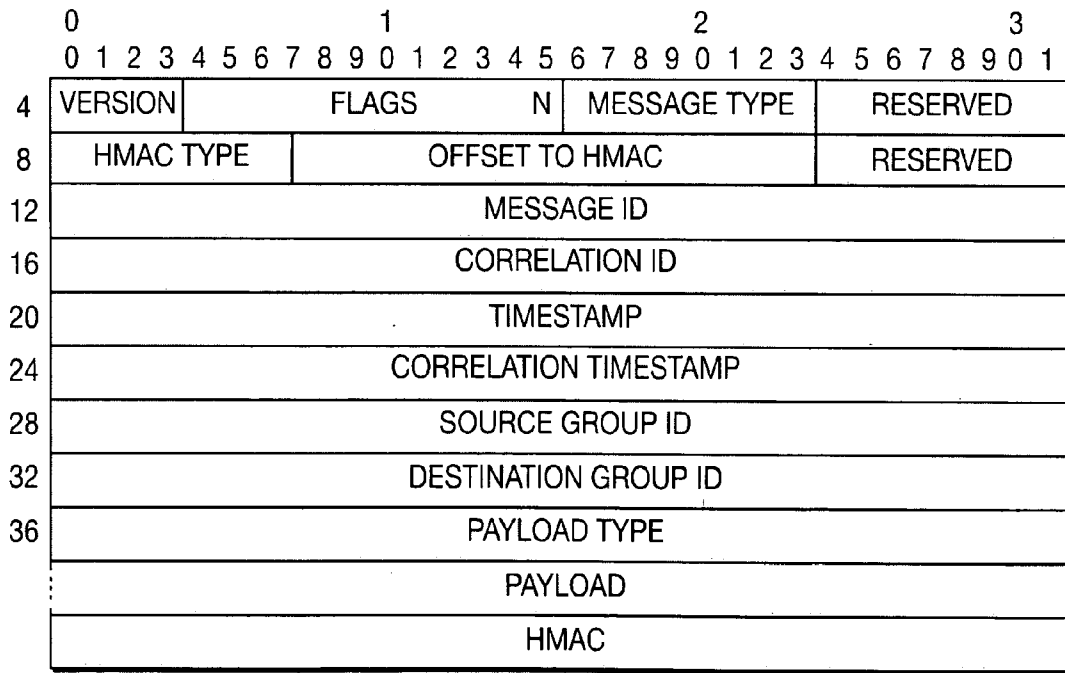 0 1 2 3
0 1 2 3 4 5 6 7 8 9 0 1 2 3 4 5 6 7 8 9 0 1 2 3 4 5 6 7 8 9 0 1
4 VERSION FLAGS N MESSAGE TYPE RESERVED
8 HMAC TYPE OFFSET TO HMAC RESERVED
12 MESSAGE ID
16 CORRELATION ID
20 TIMESTAMP
24 CORRELATION TIMESTAMP
28 SOURCE GROUP ID
32 DESTINATION GROUP ID
36 PAYLOAD TYPE
PAYLOAD
HMAC